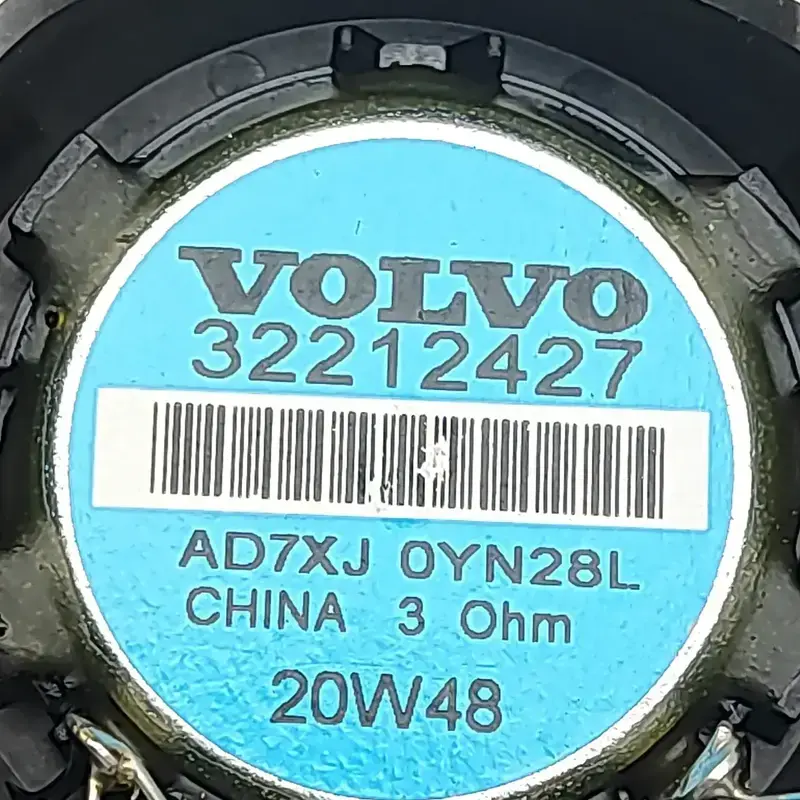 VOLVO
32212427
AD7XJ 0YN28L
CHINA 3 Ohm
20W48